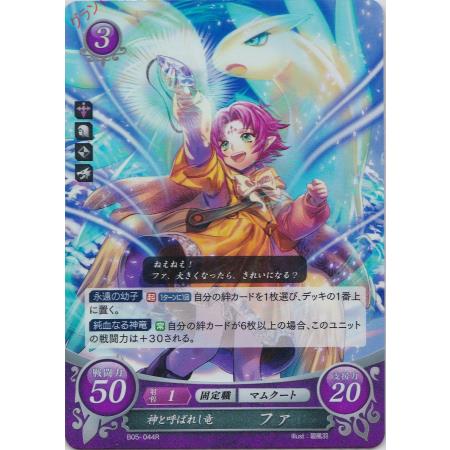 グラン
3
ねえねえ！
ファ、大きくなったら、きれいになる？
永遠の幼子 起 1ターンに1回 自分の絆カードを1枚選び、デッキの1番上
に置く。
純血なる神竜 常 自分の絆カードが6枚以上の場合、このユニット
の戦闘力は＋30される。
戦闘力
50
射程
1
固定職
マムクート
支援力
20
神と呼ばれし竜 ファ
B05-044R
Illust：